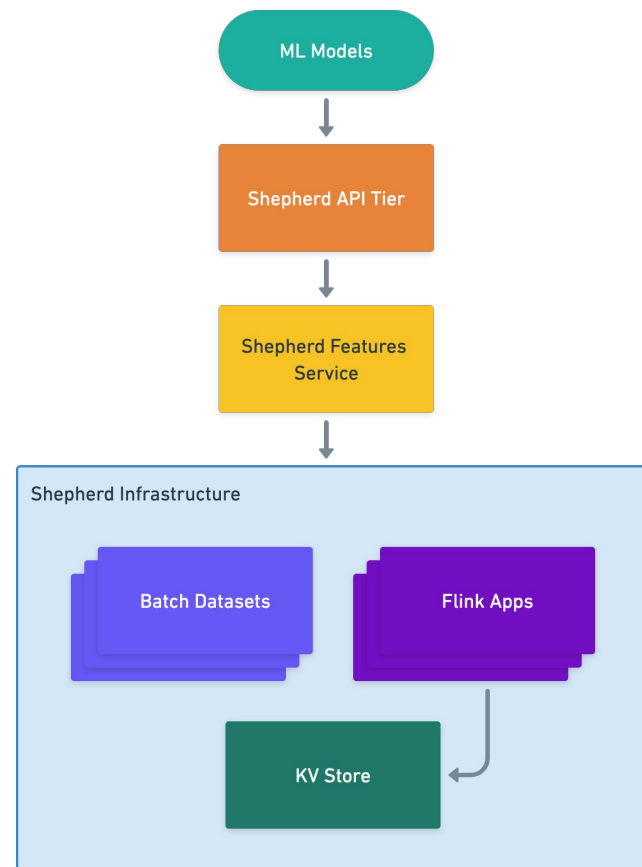 ML Models
Shepherd API Tier
Shepherd Features
Service
Shepherd Infrastructure
Batch Datasets
Flink Apps
KV Store